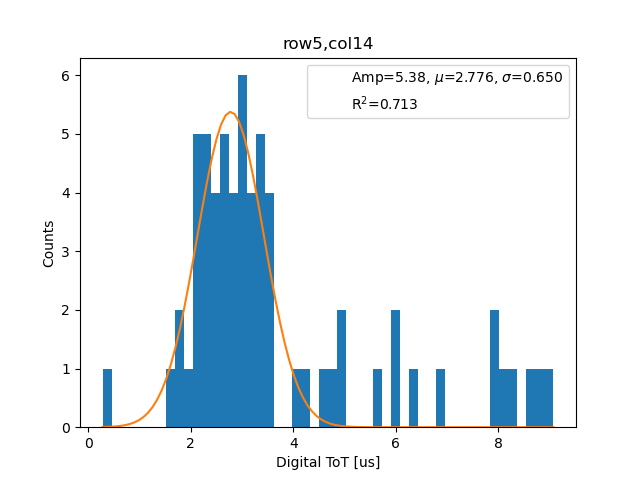 row5,col14
Amp=5.38, μ=2.776, σ=0.650
R²=0.713
Counts
6
5
4
3
2
1
0
0 2 4 6 8
Digital ToT [us]